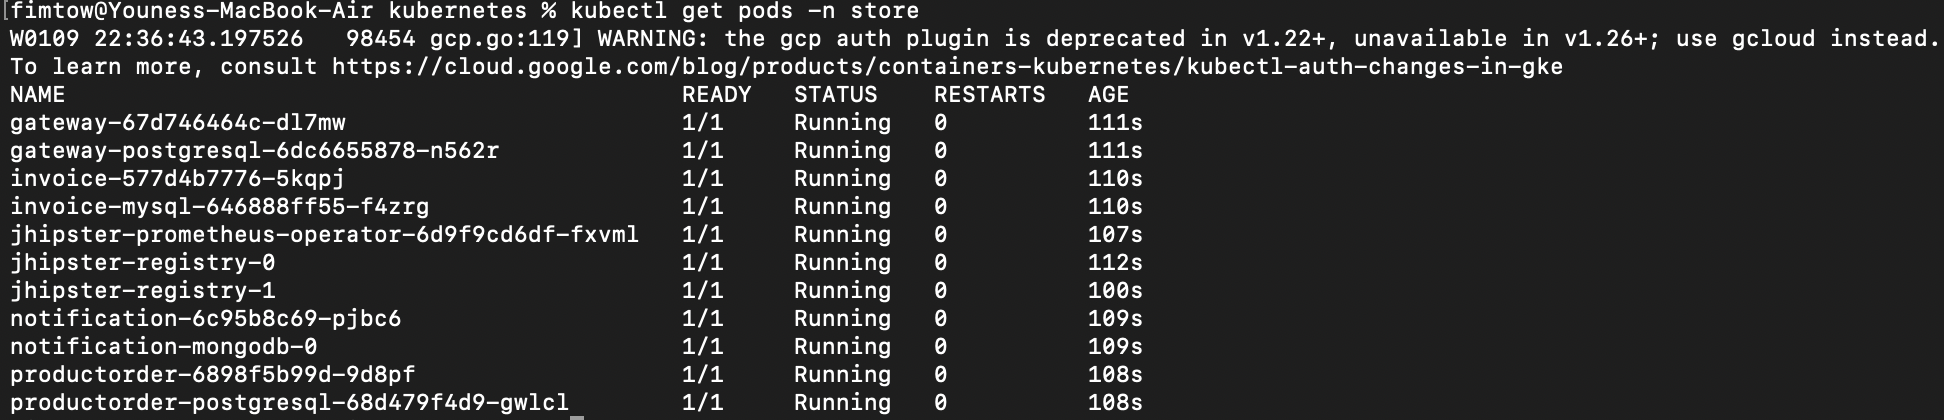 [fimtow@Youness-MacBook-Air kubernetes % kubectl get pods -n store
W0109 22:36:43.197526   98454 gcp.go:119] WARNING: the gcp auth plugin is deprecated in v1.22+, unavailable in v1.26+; use gcloud instead.
To learn more, consult https://cloud.google.com/blog/products/containers-kubernetes/kubectl-auth-changes-in-gke
NAME                                            READY   STATUS    RESTARTS   AGE
gateway-67d746464c-dl7mw                        1/1     Running   0          111s
gateway-postgresql-6dc6655878-n562r             1/1     Running   0          111s
invoice-577d4b7776-5kqpj                        1/1     Running   0          110s
invoice-mysql-646888ff55-f4zrg                  1/1     Running   0          110s
jhipster-prometheus-operator-6d9f9cd6df-fxvml   1/1     Running   0          107s
jhipster-registry-0                             1/1     Running   0          112s
jhipster-registry-1                             1/1     Running   0          100s
notification-6c95b8c69-pjbc6                    1/1     Running   0          109s
notification-mongodb-0                          1/1     Running   0          109s
productorder-6898f5b99d-9d8pf                   1/1     Running   0          108s
productorder-postgresql-68d479f4d9-gwlcl        1/1     Running   0          108s